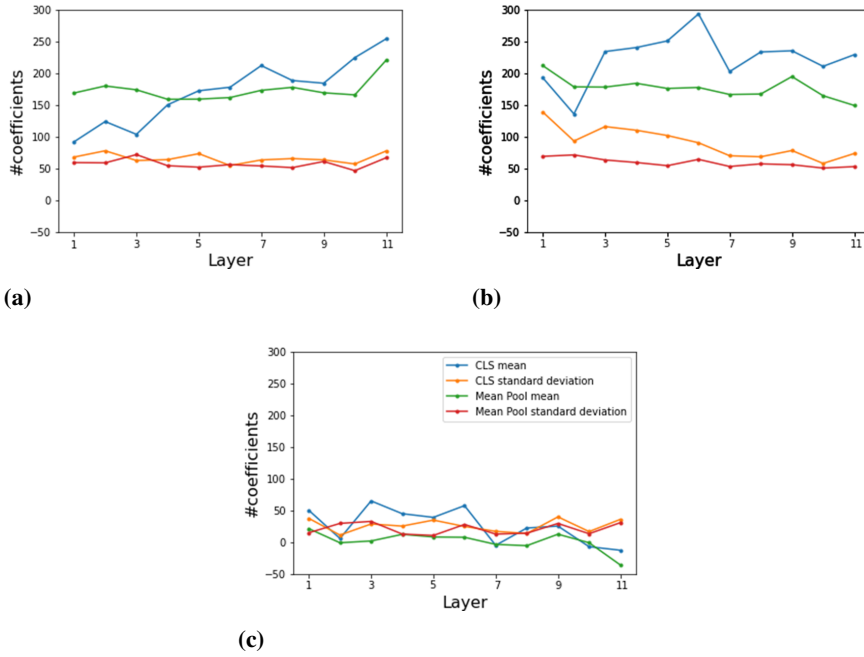 300
250
200
150
100
50
0
−50
#coefficients
1 3 5 7 9 11
Layer
(a)
300
250
200
150
100
50
0
−50
#coefficients
1 3 5 7 9 11
Layer
(b)
300
250
200
150
100
50
0
−50
#coefficients
CLS mean
CLS standard deviation
Mean Pool mean
Mean Pool standard deviation
1 3 5 7 9 11
Layer
(c)